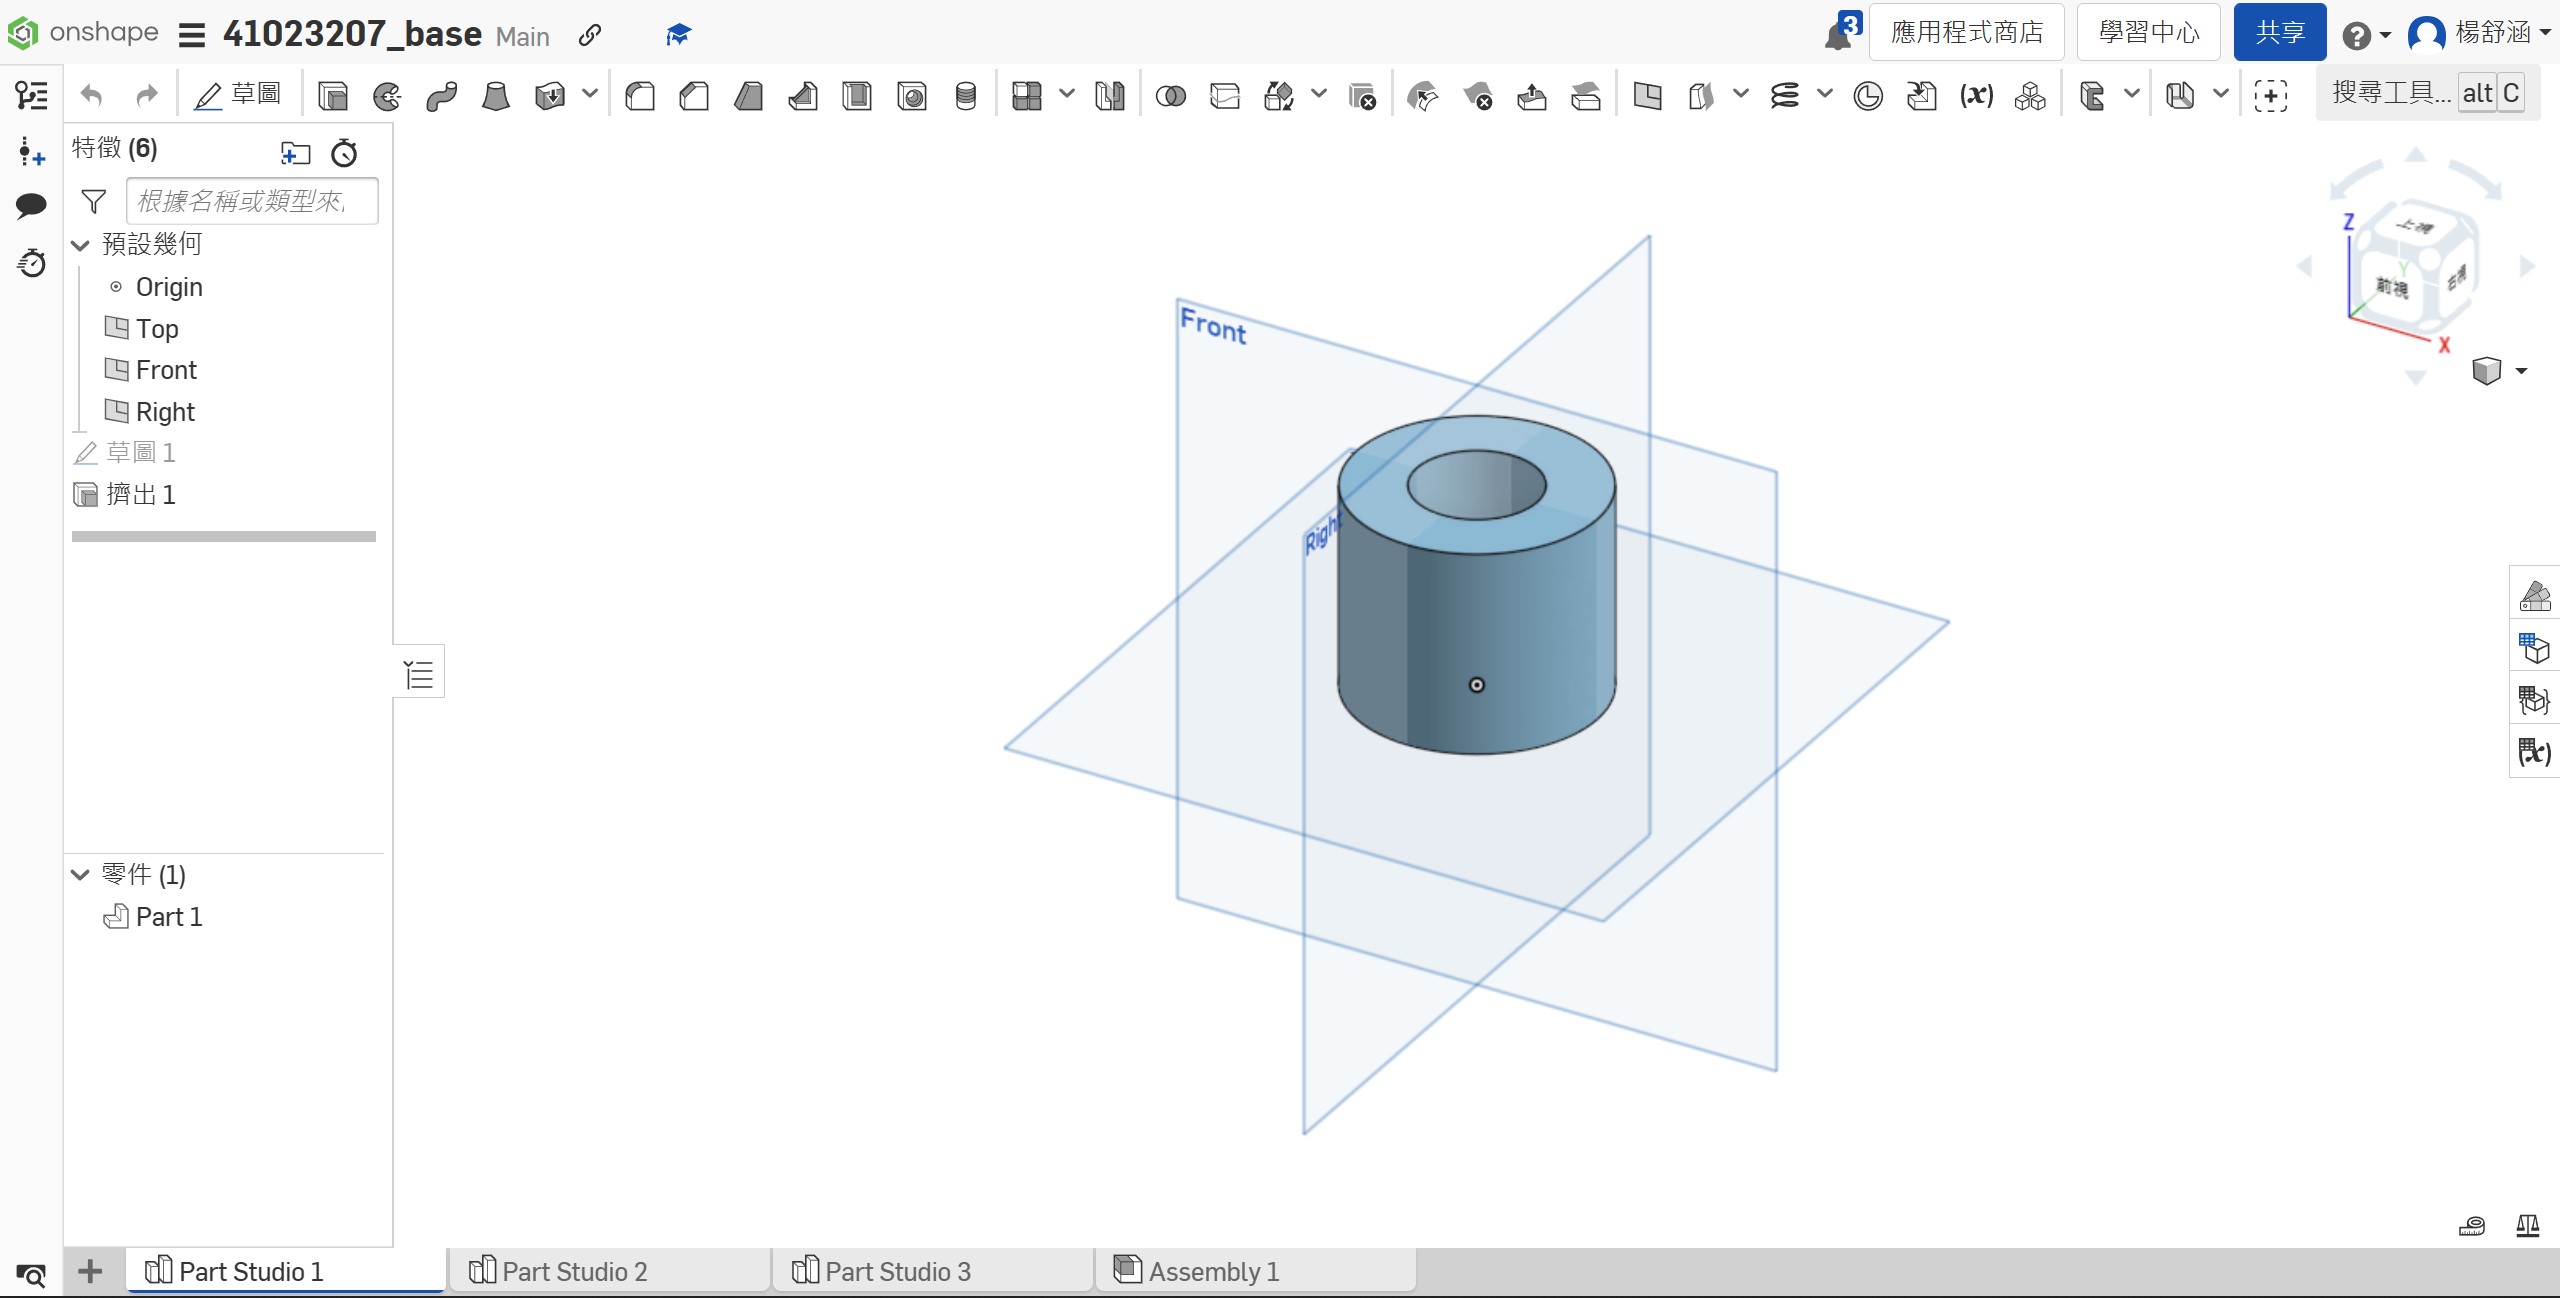 onshape
41023207_base Main
3
應用程式商店
學習中心
共享
楊舒涵
草圖
(x)
搜尋工具... alt C
特徵 (6)
根據名稱或類型來
預設幾何
Origin
Top
Front
Right
草圖 1
擠出 1
零件 (1)
Part 1
Front
Right
Z
上視
Y
前視
右視
X
(x)
Part Studio 1
Part Studio 2
Part Studio 3
Assembly 1